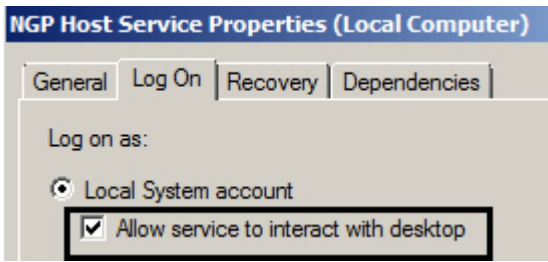 NGP Host Service Properties (Local Computer)
General Log On Recovery Dependencies
Log on as:
Local System account
Allow service to interact with desktop